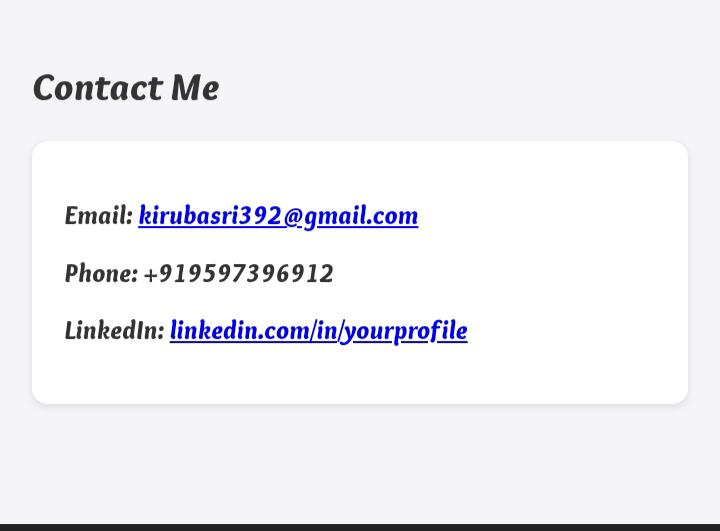 Contact Me
Email: kirubasri392@gmail.com
Phone: +919597396912
LinkedIn: linkedin.com/in/yourprofile